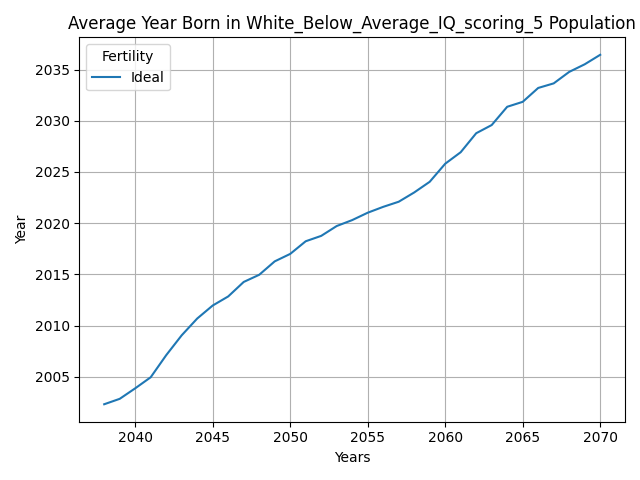 Average Year Born in White_Below_Average_IQ_scoring_5 Population
Fertility
Ideal
Year
2035
2030
2025
2020
2015
2010
2005
2040 2045 2050 2055 2060 2065 2070
Years